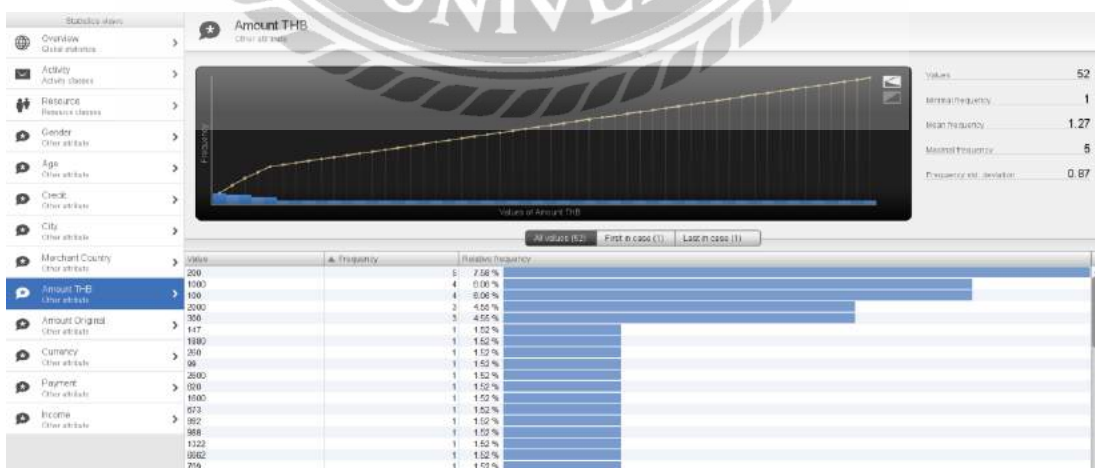 UNIVE
Statistics views
Overview
Global statistics
Activity
Activity classes
Resource
Resource classes
Gender
Other attribute
Age
Other attribute
Credit
Other attribute
City
Other attribute
Merchant Country
Other attribute
Amount THB
Other attribute
Amount Original
Other attribute
Currency
Other attribute
Payment
Other attribute
Income
Other attribute
Amount THB
Other attribute
Frequency
Values of Amount THB
Values 52
Minimal frequency 1
Mean frequency 1.27
Maximal frequency 5
Frequency std. deviation 0.87
All values (52) First in case (1) Last in case (1)
Value Frequency Relative frequency
200 5 7.58 %
1000 4 6.06 %
100 4 6.06 %
2000 3 4.55 %
300 3 4.55 %
147 1 1.52 %
1 1.52 %
1 1.52 %
1 1.52 %
1 1.52 %
1 1.52 %
1 1.52 %
673 1 1.52 %
992 1 1.52 %
1 1.52 %
1322 1 1.52 %
1 1.52 %
1 1.52 %